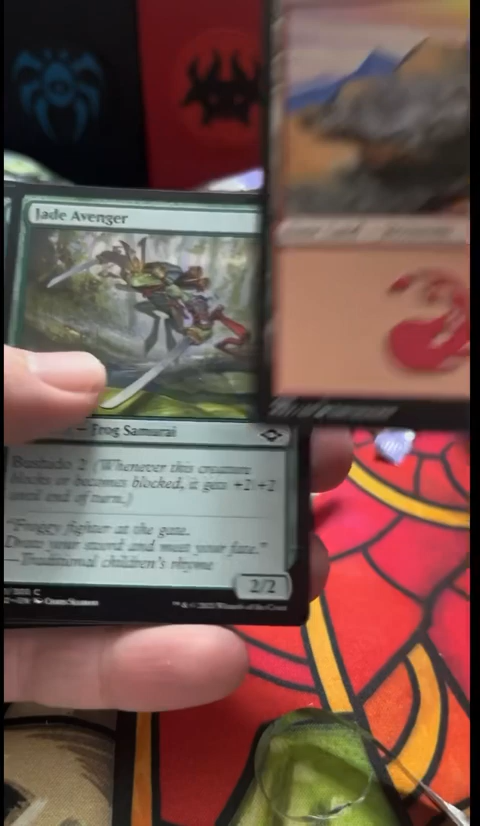 Jade Avenger
– Frog Samurai
Bushido 2 (Whenever this creature
blocks or becomes blocked, it gets +2/+2
until end of turn.)
"Froggy fighter at the gate.
Draw your sword and meet your fate."
—Traditional children's rhyme
2/2